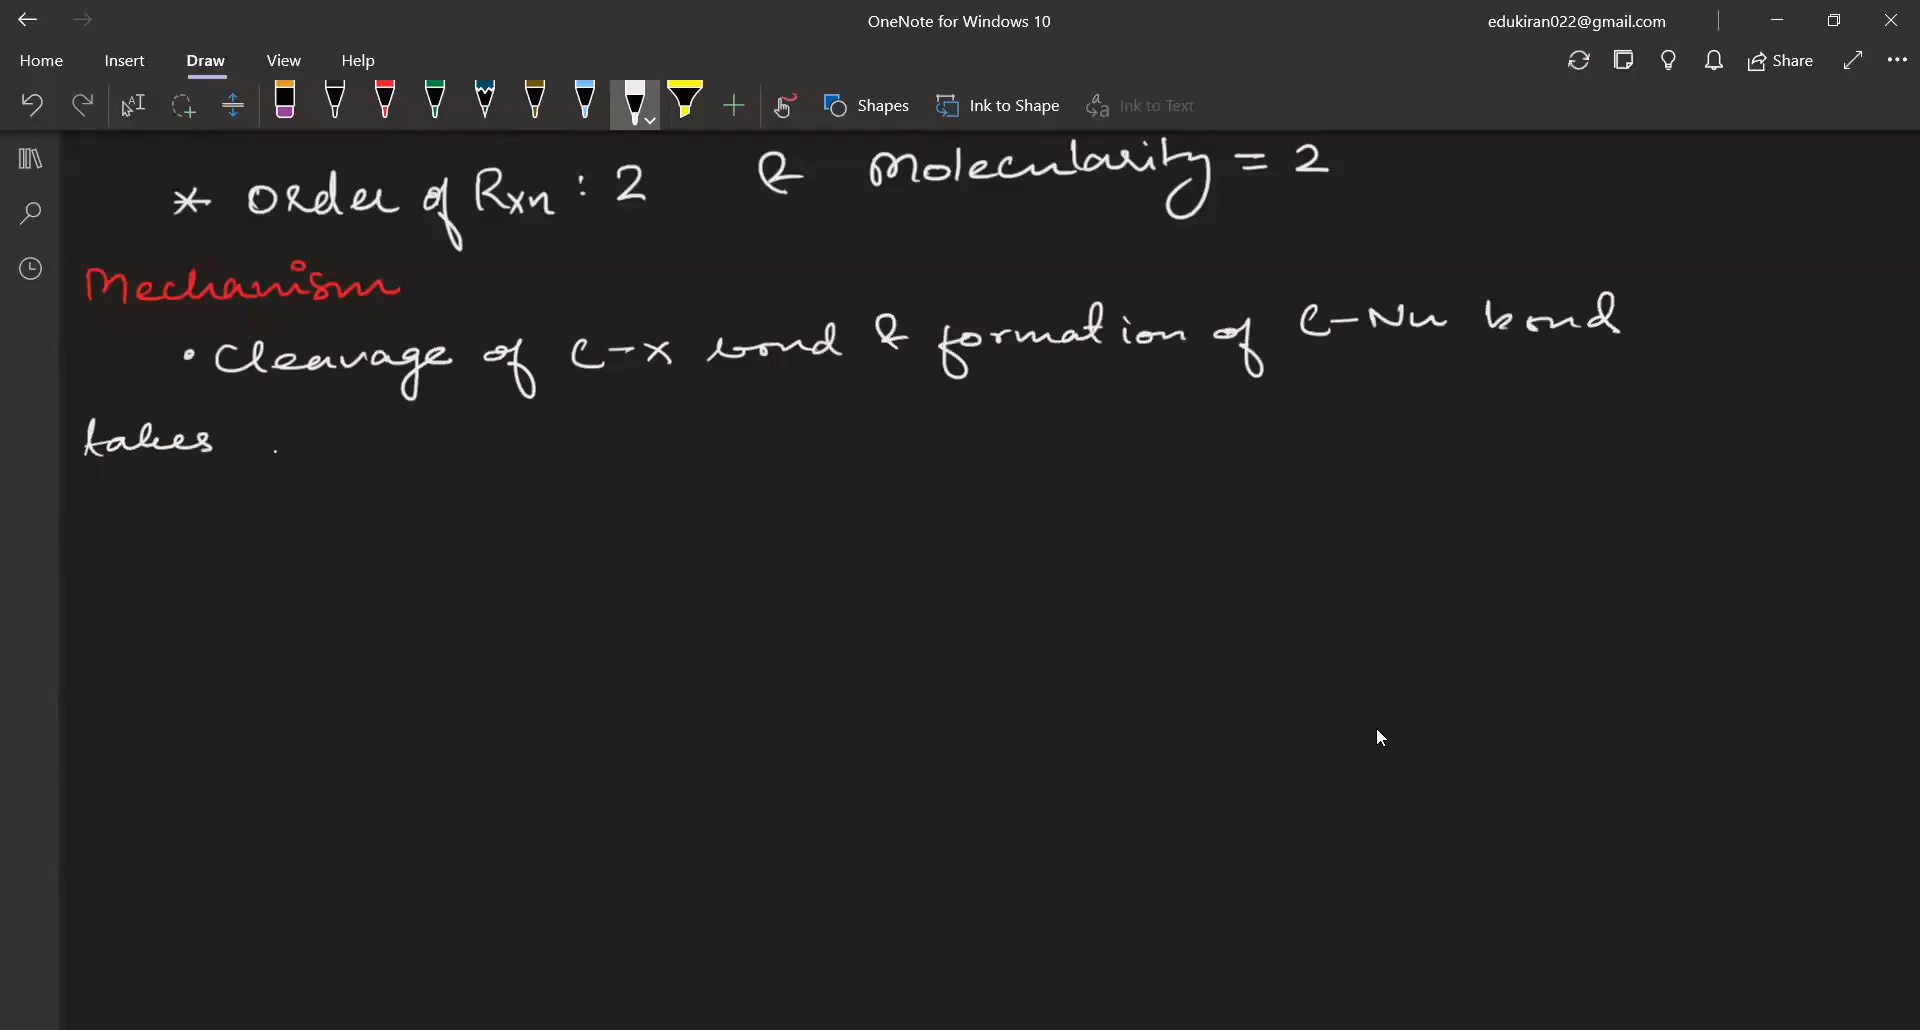 OneNote for Windows 10
edukiran022@gmail.com
Home Insert Draw View Help
Share
Shapes Ink to Shape Ink to Text
* Order of Rxn : 2 & Molecularity = 2
Mechanism
• Cleavage of C-X bond & formation of C-Nu bond
takes .